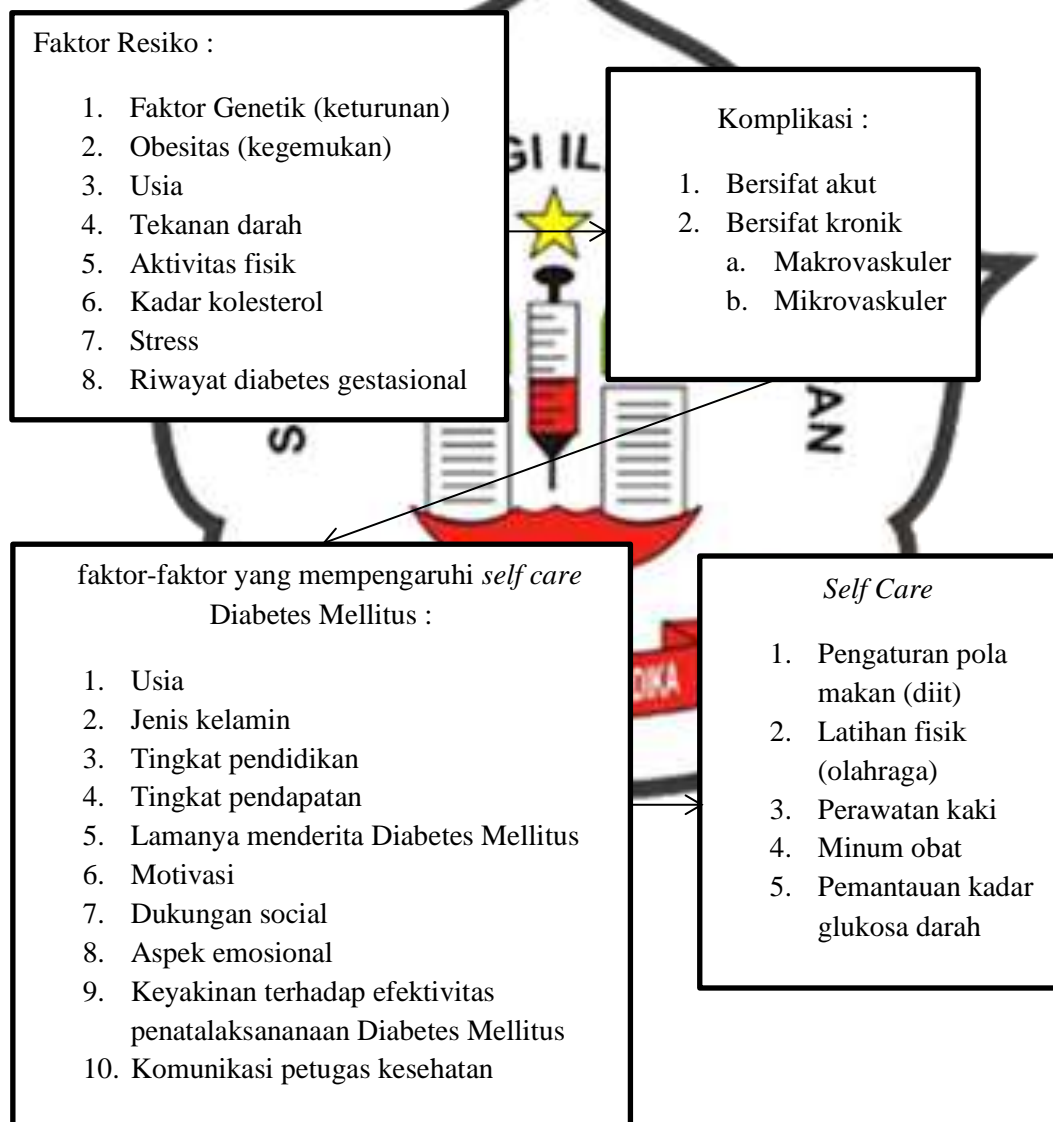 Faktor Resiko :
1. Faktor Genetik (keturunan)
2. Obesitas (kegemukan)
3. Usia
4. Tekanan darah
5. Aktivitas fisik
6. Kadar kolesterol
7. Stress
8. Riwayat diabetes gestasional
Komplikasi :
1. Bersifat akut
2. Bersifat kronik
a. Makrovaskuler
b. Mikrovaskuler
faktor-faktor yang mempengaruhi self care
Diabetes Mellitus :
1. Usia
2. Jenis kelamin
3. Tingkat pendidikan
4. Tingkat pendapatan
5. Lamanya menderita Diabetes Mellitus
6. Motivasi
7. Dukungan social
8. Aspek emosional
9. Keyakinan terhadap efektivitas
penatalaksananaan Diabetes Mellitus
10. Komunikasi petugas kesehatan
Self Care
1. Pengaturan pola
makan (diit)
2. Latihan fisik
(olahraga)
3. Perawatan kaki
4. Minum obat
5. Pemantauan kadar
glukosa darah